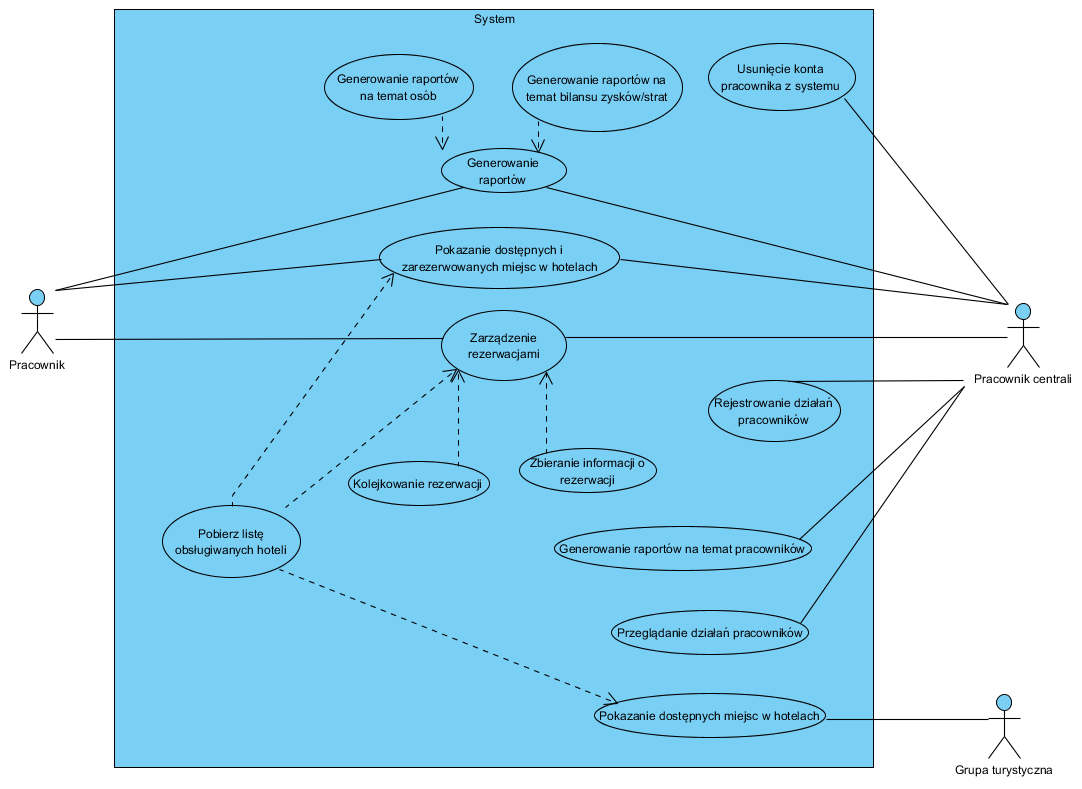 System
Generowanie raportów
na temat osób
Generowanie raportów na
temat bilansu zysków/strat
Usunięcie konta
pracownika z systemu
Generowanie
raportów
Pokazanie dostępnych i
zarezerwowanych miejsc w hotelach
Pracownik
Zarządzenie
rezerwacjami
Pracownik centrali
Rejestrowanie działań
pracowników
Zbieranie informacji o
rezerwacji
Kolejkowanie rezerwacji
Pobierz listę
obsługiwanych hoteli
Generowanie raportów na temat pracowników
Przeglądanie działań pracowników
Pokazanie dostępnych miejsc w hotelach
Grupa turystyczna